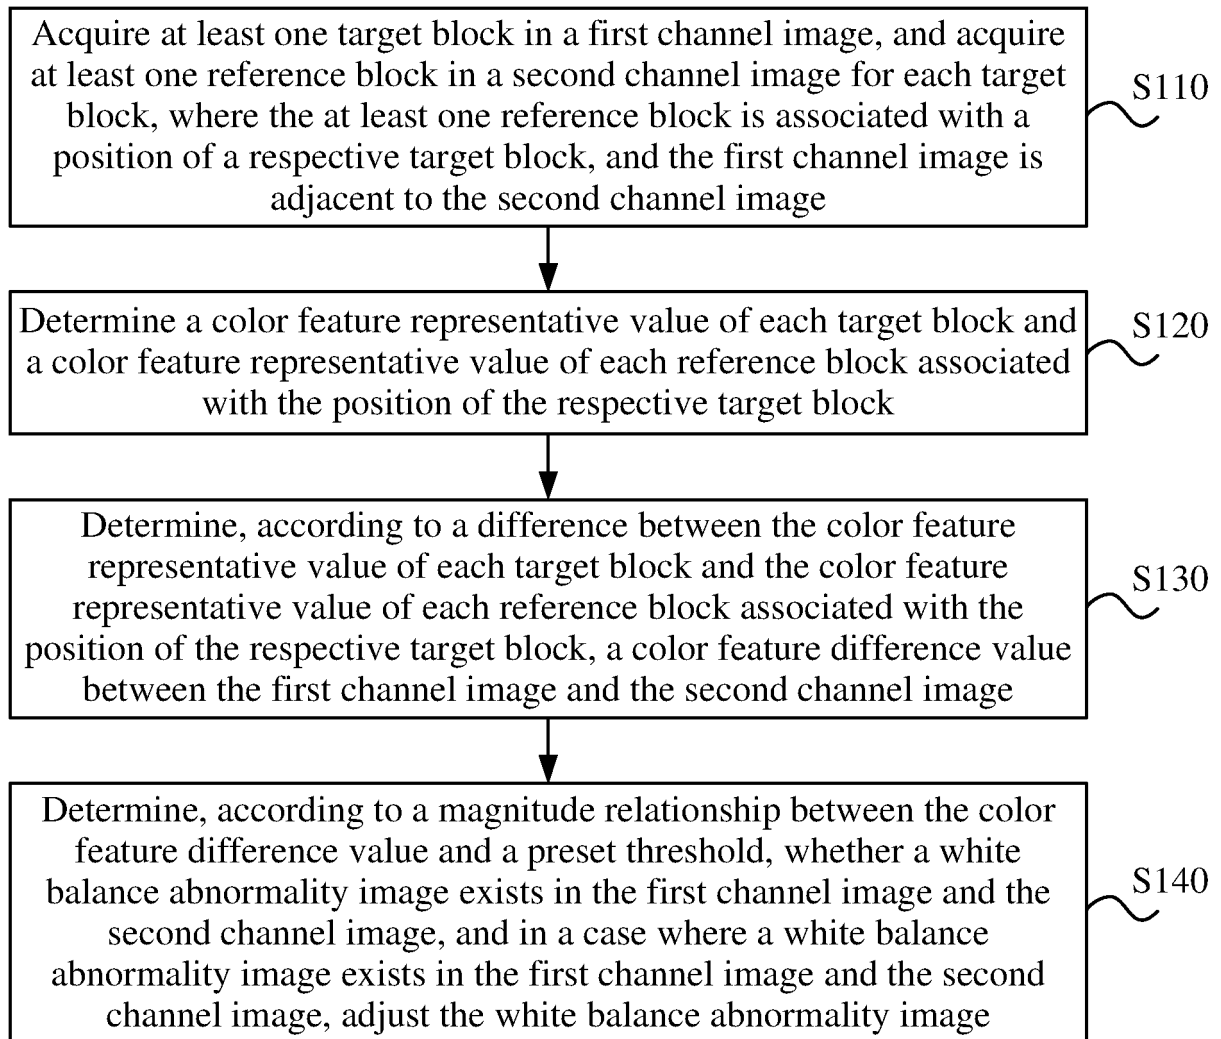 Acquire at least one target block in a first channel image, and acquire
at least one reference block in a second channel image for each target
block, where the at least one reference block is associated with a
position of a respective target block, and the first channel image is
adjacent to the second channel image
S110
Determine a color feature representative value of each target block and
a color feature representative value of each reference block associated
with the position of the respective target block
S120
Determine, according to a difference between the color feature
representative value of each target block and the color feature
representative value of each reference block associated with the
position of the respective target block, a color feature difference value
between the first channel image and the second channel image
S130
Determine, according to a magnitude relationship between the color
feature difference value and a preset threshold, whether a white
balance abnormality image exists in the first channel image and the
second channel image, and in a case where a white balance
abnormality image exists in the first channel image and the second
channel image, adjust the white balance abnormality image
S140